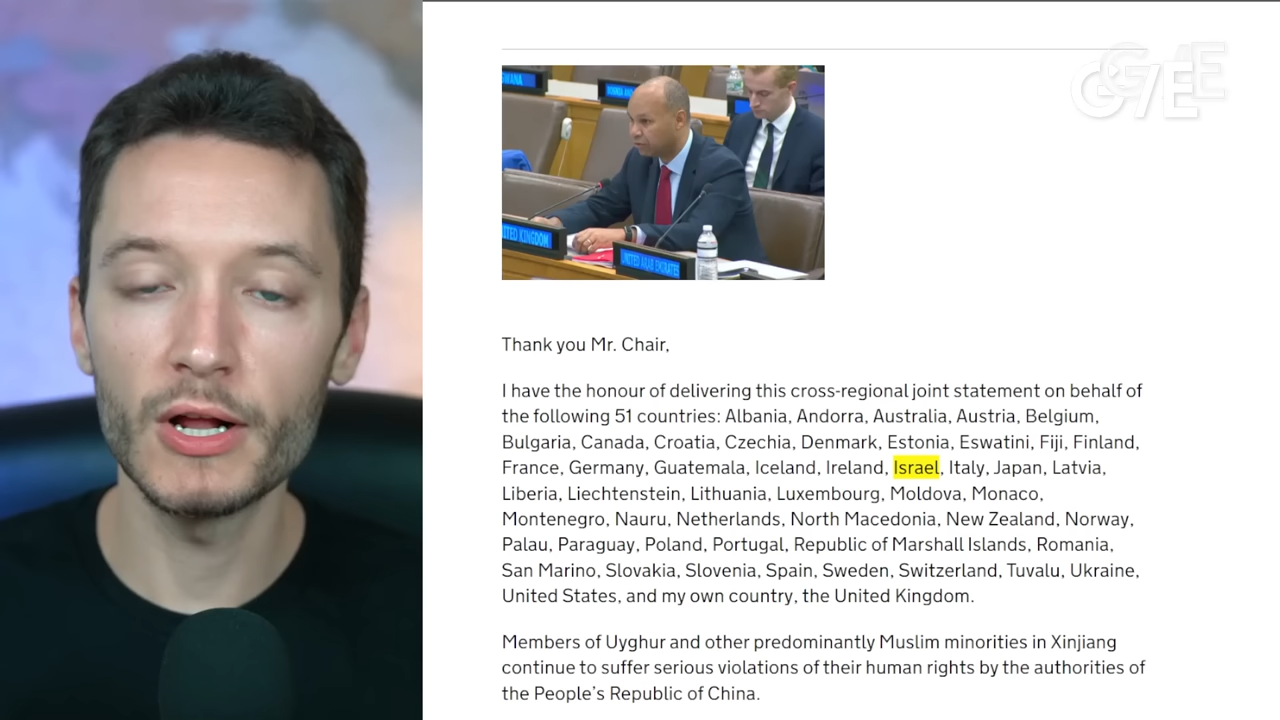 WANA
UNITED KINGDOM
UNITED ARAB EMIRATES
Thank you Mr. Chair,
I have the honour of delivering this cross-regional joint statement on behalf of
the following 51 countries: Albania, Andorra, Australia, Austria, Belgium,
Bulgaria, Canada, Croatia, Czechia, Denmark, Estonia, Eswatini, Fiji, Finland,
France, Germany, Guatemala, Iceland, Ireland, Israel, Italy, Japan, Latvia,
Liberia, Liechtenstein, Lithuania, Luxembourg, Moldova, Monaco,
Montenegro, Nauru, Netherlands, North Macedonia, New Zealand, Norway,
Palau, Paraguay, Poland, Portugal, Republic of Marshall Islands, Romania,
San Marino, Slovakia, Slovenia, Spain, Sweden, Switzerland, Tuvalu, Ukraine,
United States, and my own country, the United Kingdom.
Members of Uyghur and other predominantly Muslim minorities in Xinjiang
continue to suffer serious violations of their human rights by the authorities of
the People's Republic of China.